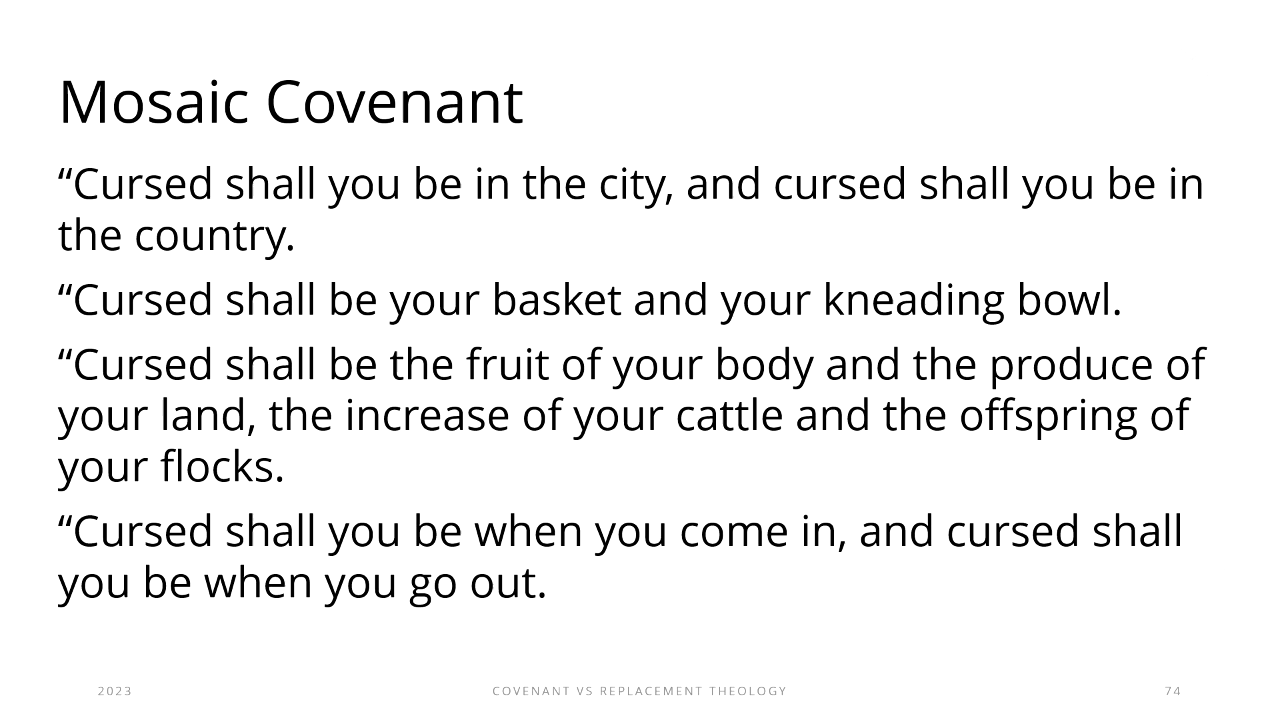 Mosaic Covenant
“Cursed shall you be in the city, and cursed shall you be in
the country.
“Cursed shall be your basket and your kneading bowl.
“Cursed shall be the fruit of your body and the produce of
your land, the increase of your cattle and the offspring of
your flocks.
“Cursed shall you be when you come in, and cursed shall
you be when you go out.
2023
COVENANT VS REPLACEMENT THEOLOGY
74